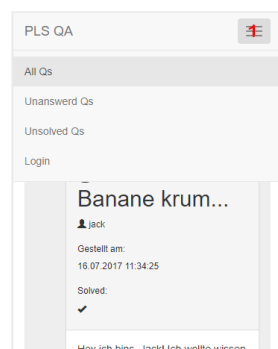 PLS QA
1
All Qs
Unanswerd Qs
Unsolved Qs
Login
Banane krum...
jack
Gestellt am:
16.07.2017 11:34:25
Solved: